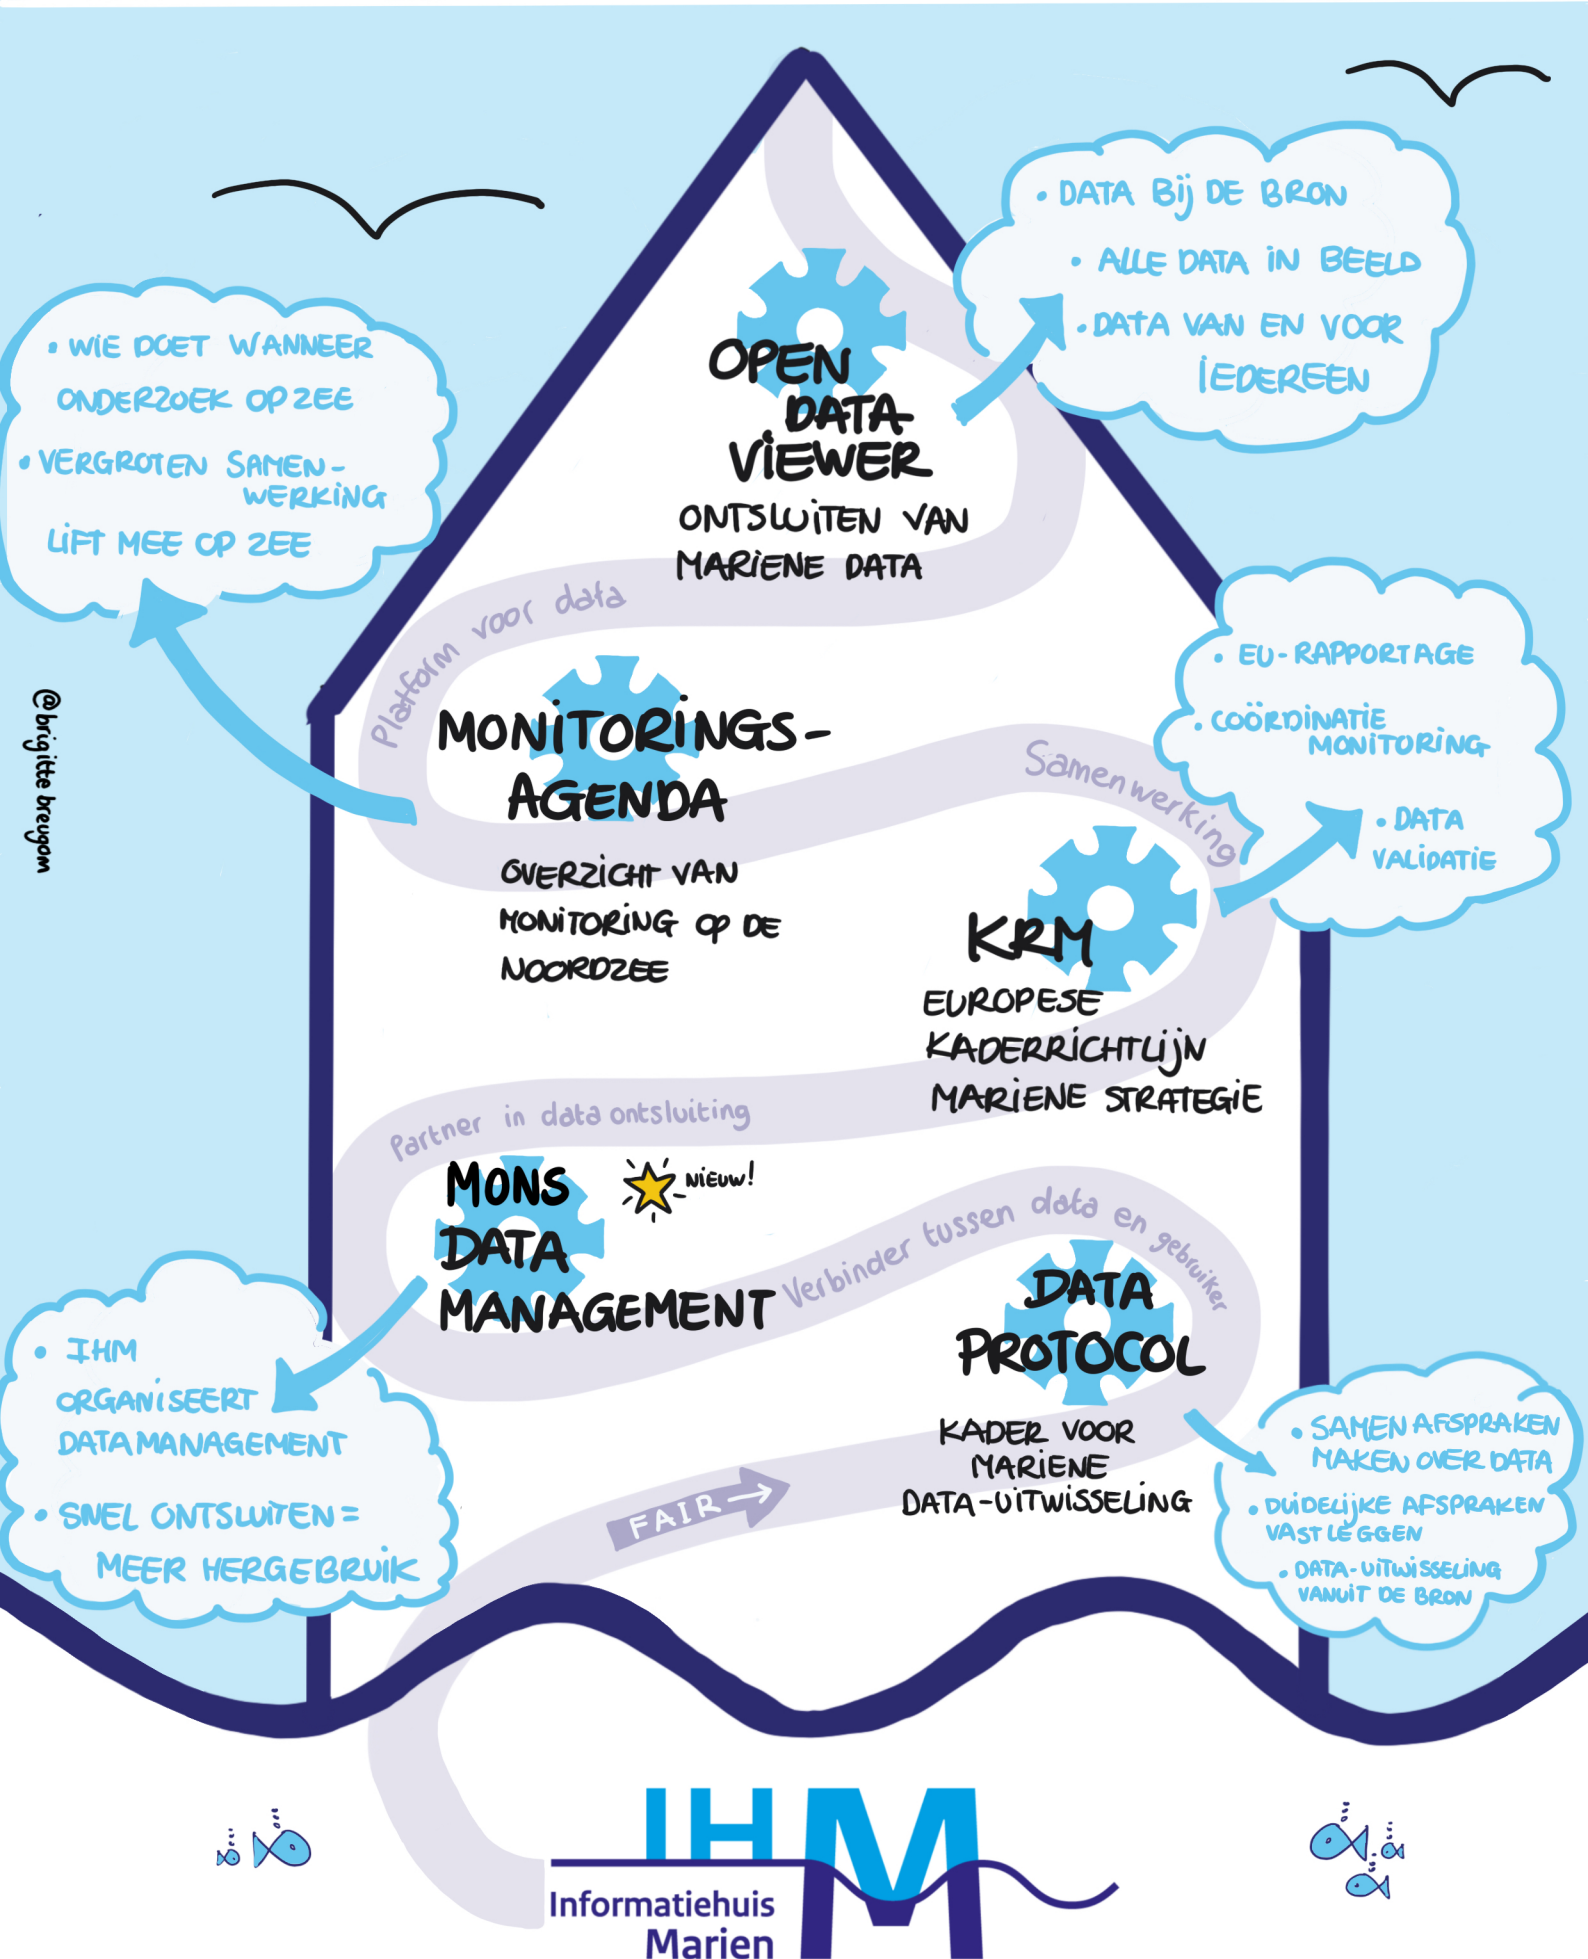 • DATA Bij DE BRON
• ALLE DATA iN BEELD
• DATA VAN EN VOOR
iEDEREEN
• WiE DOET WANNEER
ONDERZOEK OP ZEE
• VERGROTEN SAMEN-
WERKiNG
LiFT MEE OP ZEE
OPEN
DATA
ViEWER
ONTSLUiTEN VAN
MARiENE DATA
Platform voor data
MONiTORiNGS-
AGENDA
OVERZiCHT VAN
MONiTORiNG OP DE
NOORDZEE
@brigitte breugom
• EU-RAPPORTAGE
• COÖRDiNATiE
MONiTORiNG
• DATA
VALiDATiE
Samenwerking
KRM
EUROPESE
KADERRiCHTLijN
MARiENE STRATEGiE
Partner in data ontsluiting
MONS
DATA
MANAGEMENT
NiEUW!
Verbinder tussen data en gebruiker
DATA
PROTOCOL
KADER VOOR
MARiENE
DATA-UiTWiSSELiNG
• IHM
ORGANiSEERT
DATAMANAGEMENT
• SNEL ONTSLUiTEN =
MEER HERGEBRUiK
• SAMEN AFSPRAKEN
MAKEN OVER DATA
• DUiDELijKE AFSPRAKEN
VASTLEGGEN
• DATA-UiTWiSSELiNG
VANUiT DE BRON
FAIR →
IHM
Informatiehuis
Marien